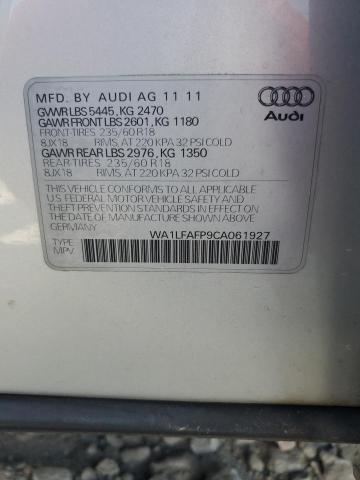 MFD. BY AUDI AG 11 11
GVWR LBS 5445, KG 2470
GAWR FRONT LBS 2601, KG 1180
FRONT-TIRES 235/60 R18
8JX18 RIMS, AT 220 KPA 32 PSI COLD
GAWR REAR LBS 2976, KG 1350
REAR-TIRES 235/60 R18
8JX18 RIMS, AT 220 KPA 32 PSI COLD
Audi
THIS VEHICLE CONFORMS TO ALL APPLICABLE
U.S. FEDERAL MOTOR VEHICLE SAFETY AND
THEFT PREVENTION STANDARDS IN EFFECT ON
THE DATE OF MANUFACTURE SHOWN ABOVE
GERMANY
WA1LFAFP9CA061927
TYPE
MPV